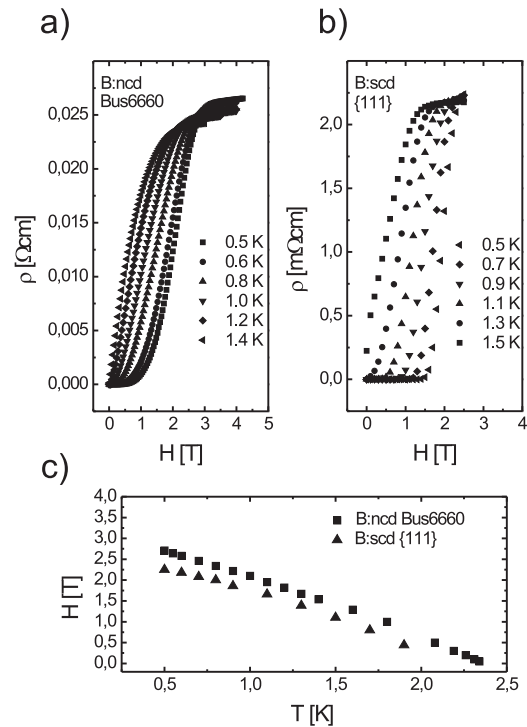 a)
B:ncd
Bus6660
0,025
0,020
0,015
0,010
0,005
0,000
ρ [Ωcm]
0.5 K
0.6 K
0.8 K
1.0 K
1.2 K
1.4 K
0 1 2 3 4 5
H [T]
b)
B:scd
{111}
2,0
1,5
1,0
0,5
0,0
ρ [mΩcm]
0.5 K
0.7 K
0.9 K
1.1 K
1.3 K
1.5 K
0 1 2 3 4
H [T]
c)
4,0
3,5
3,0
2,5
2,0
1,5
1,0
0,5
0,0
H [T]
B:ncd Bus6660
B:scd {111}
0,5 1,0 1,5 2,0 2,5
T [K]